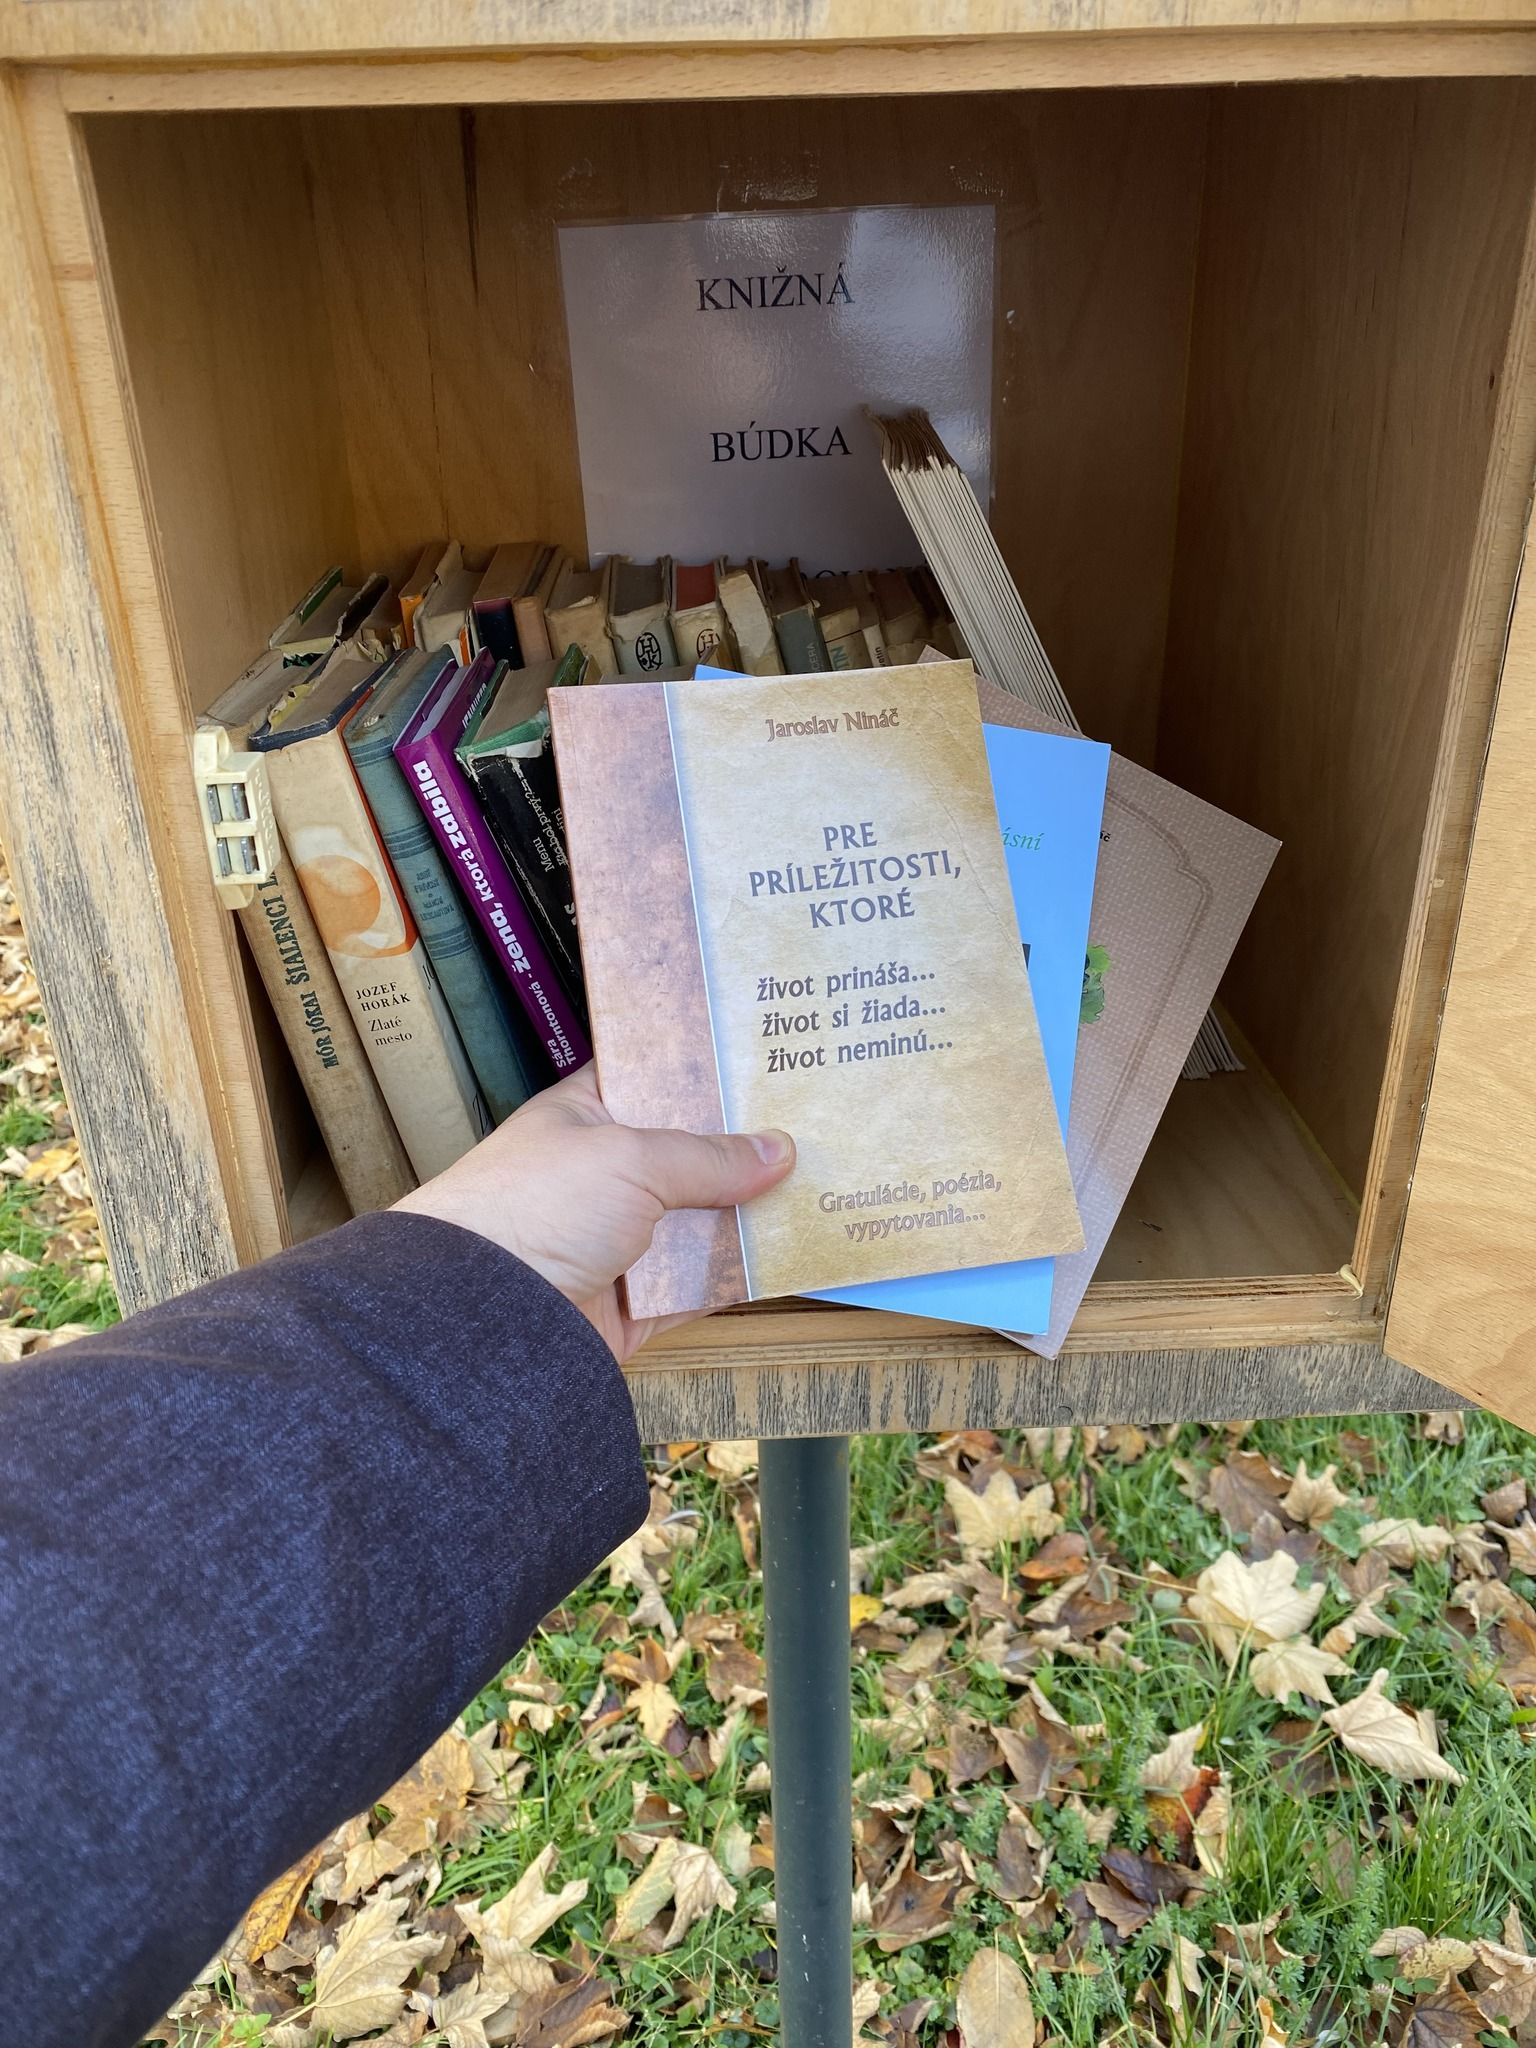 KNIŽNÁ
BÚDKA
MÓR JÓKAI ŠIALENCI
JOZEF
HORÁK
Zlaté
mesto
Sára
Thorntonová - Žena, ktorá zabila
Menu
Jaroslav Nináč
PRE
PRÍLEŽITOSTI,
KTORÉ
život prináša...
život si žiada...
život neminú...
Gratulácie, poézia,
vypytovania...